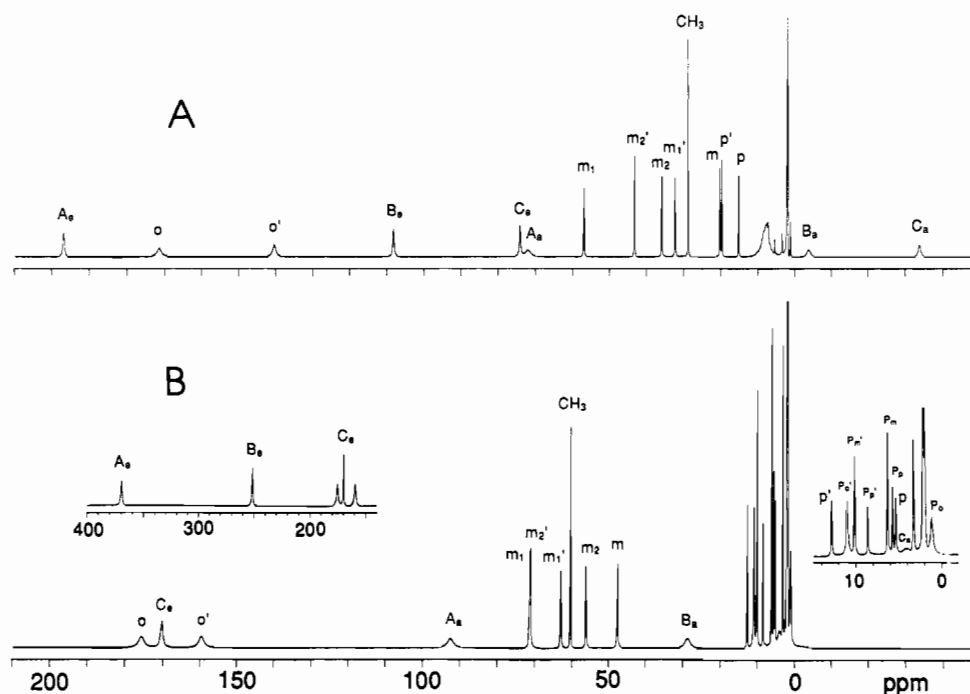 CH₃
A
m₂'
m₁'
p'
m₁
m₂
m
p
Aₑ
o
o'
Bₑ
Cₑ
Aₐ
Bₐ
Cₐ
B
CH₃
Aₑ
Bₑ
Cₑ
400
300
200
Pₘ
Pₘ'
Pₒ'
Pₚ
p'
Pₚ'
p
Cₐ
Pₒ
10
0
m₂'
m₁
m₁'
m₂
m
o
Cₑ
o'
Aₐ
Bₐ
200
150
100
50
0
ppm